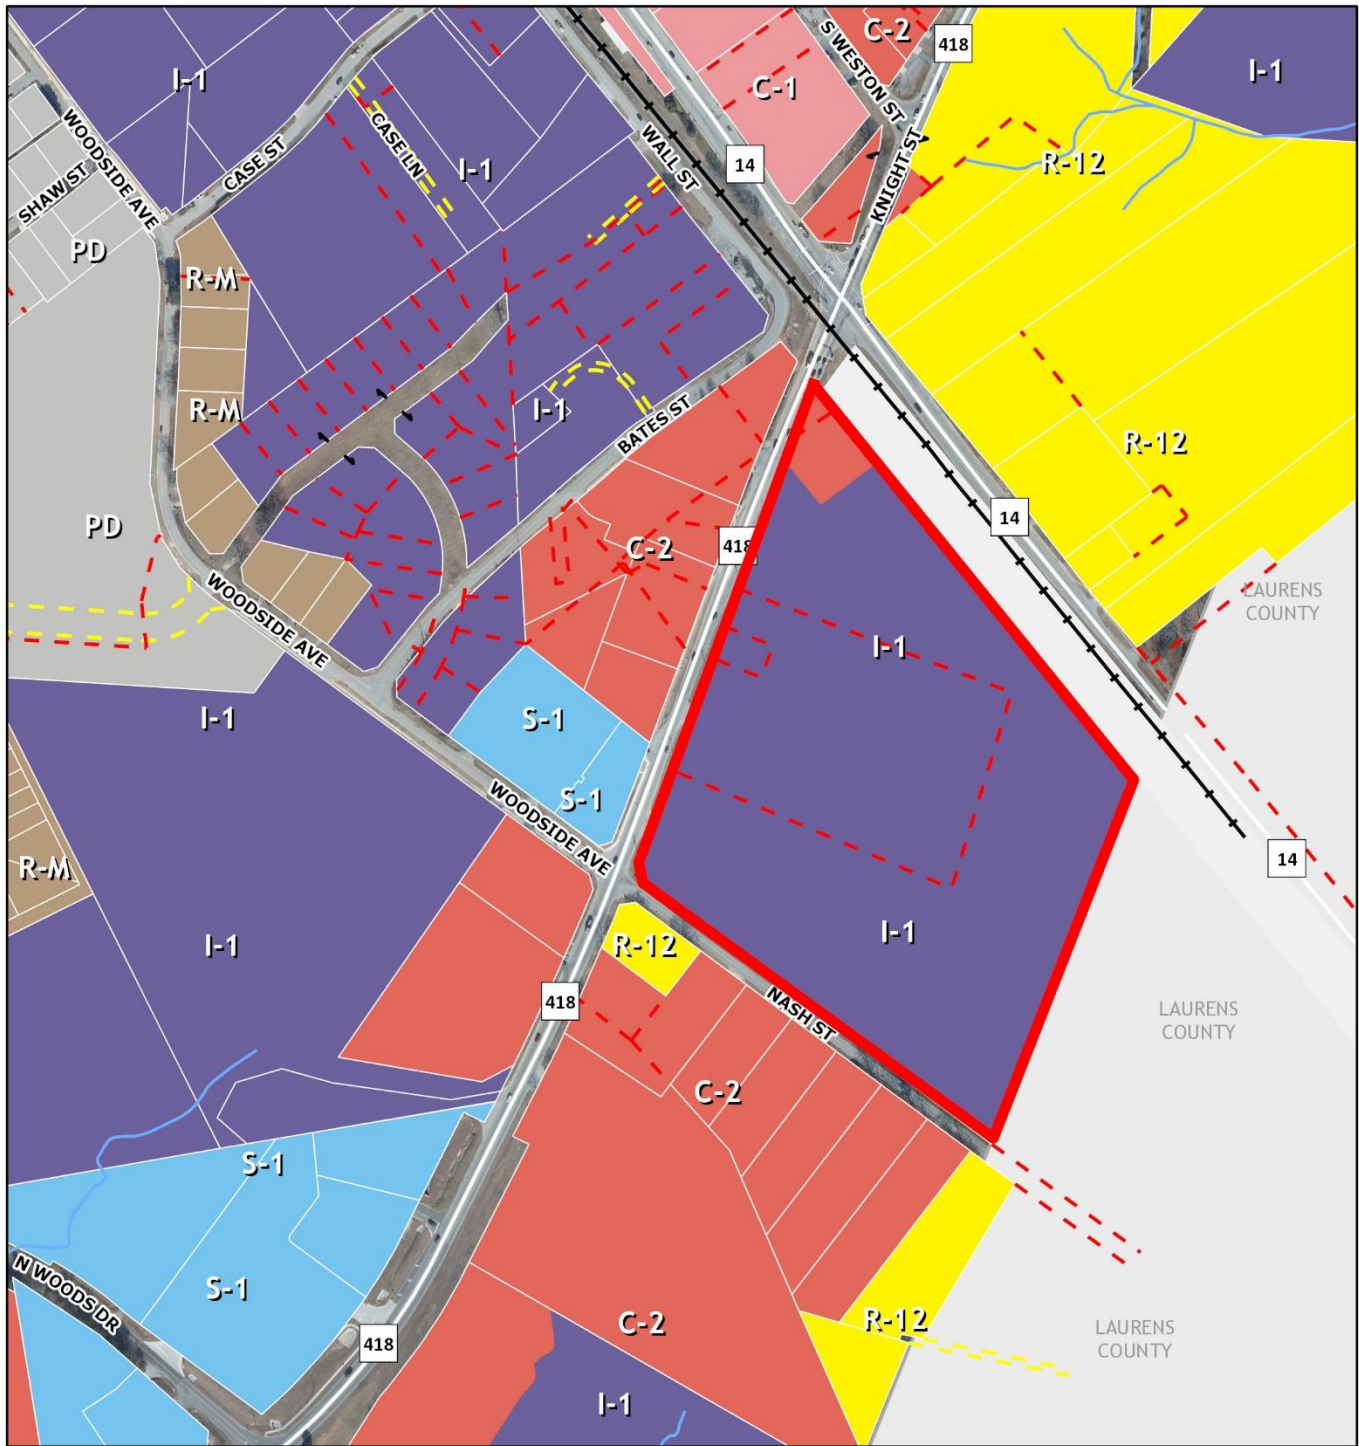 S WESTON ST
C-2
418
I-1
I-1
C-1
WOODSIDE AVE
CASE ST
CASE LN
I-1
WALL ST
14
KNIGHT ST
R-12
SHAW ST
PD
R-M
R-M
I-1
BATES ST
R-12
PD
C-2
418
14
LAURENS
COUNTY
WOODSIDE AVE
I-1
I-1
S-1
S-1
WOODSIDE AVE
14
R-M
I-1
R-12
I-1
418
NASH ST
LAURENS
COUNTY
C-2
S-1
N WOODS DR
S-1
418
C-2
R-12
LAURENS
COUNTY
I-1